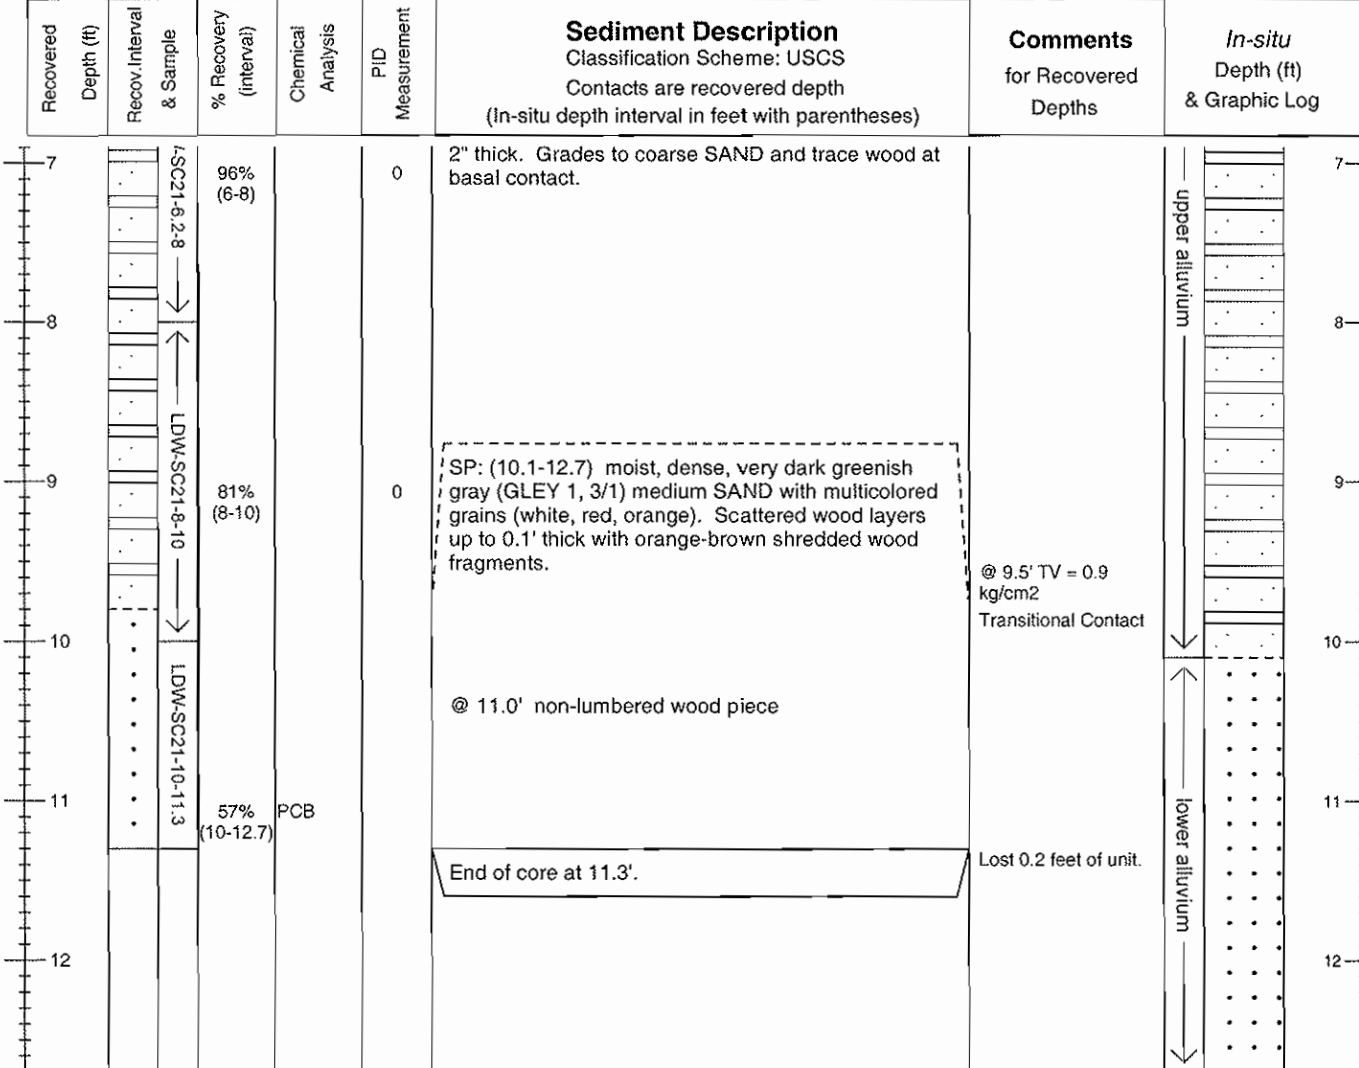 Recovered
Depth (ft)
Recov.Interval
& Sample
% Recovery
(interval)
Chemical
Analysis
PID
Measurement
Sediment Description
Classification Scheme: USCS
Contacts are recovered depth
(In-situ depth interval in feet with parentheses)
Comments
for Recovered
Depths
In-situ
Depth (ft)
& Graphic Log
7
8
9
10
11
12
/-SC21-6.2-8
LDW-SC21-8-10
LDW-SC21-10-11.3
96%
(6-8)
81%
(8-10)
57%
(10-12.7)
PCB
0
0
2" thick. Grades to coarse SAND and trace wood at
basal contact.
SP: (10.1-12.7) moist, dense, very dark greenish
gray (GLEY 1, 3/1) medium SAND with multicolored
grains (white, red, orange). Scattered wood layers
up to 0.1' thick with orange-brown shredded wood
fragments.
@ 11.0' non-lumbered wood piece
End of core at 11.3'.
@ 9.5' TV = 0.9
kg/cm2
Transitional Contact
Lost 0.2 feet of unit.
upper alluvium
lower alluvium
7
8
9
10
11
12